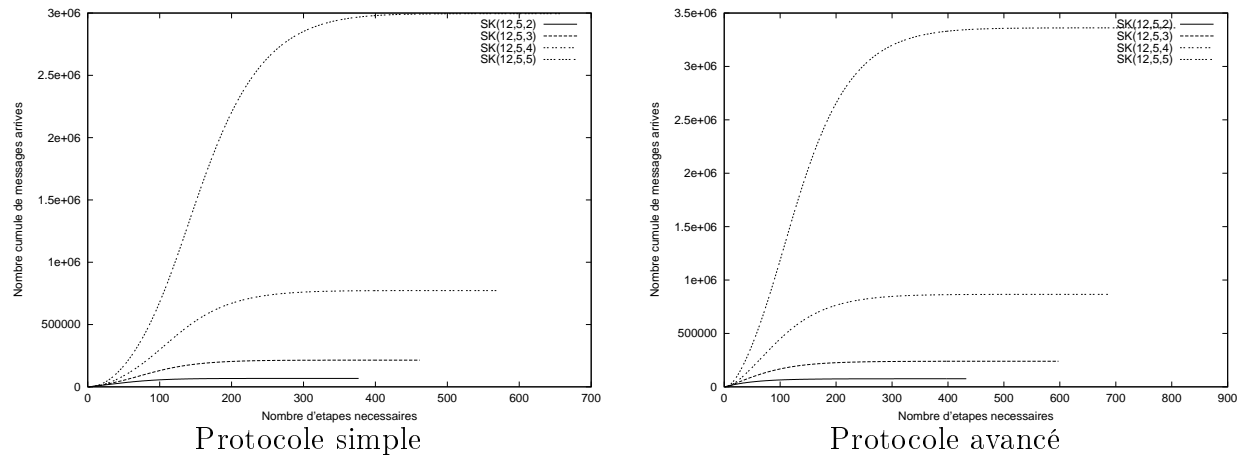 3e+06
2.5e+06
2e+06
1.5e+06
1e+06
500000
0
Nombre cumule de messages arrives
SK(12,5,2)
SK(12,5,3)
SK(12,5,4)
SK(12,5,5)
0 100 200 300 400 500 600 700
Nombre d'etapes necessaires
Protocole simple
3.5e+06
3e+06
2.5e+06
2e+06
1.5e+06
1e+06
500000
0
Nombre cumule de messages arrives
SK(12,5,2)
SK(12,5,3)
SK(12,5,4)
SK(12,5,5)
0 100 200 300 400 500 600 700 800 900
Nombre d'etapes necessaires
Protocole avancé